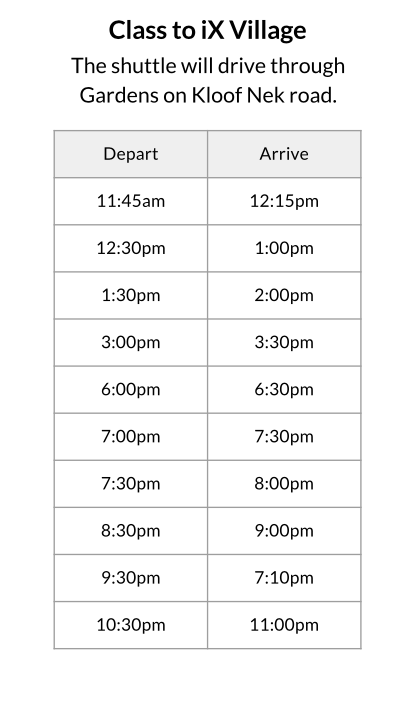 Class to iX Village
The shuttle will drive through
Gardens on Kloof Nek road.
Depart Arrive
11:45am 12:15pm
12:30pm 1:00pm
1:30pm 2:00pm
3:00pm 3:30pm
6:00pm 6:30pm
7:00pm 7:30pm
7:30pm 8:00pm
8:30pm 9:00pm
9:30pm 7:10pm
10:30pm 11:00pm